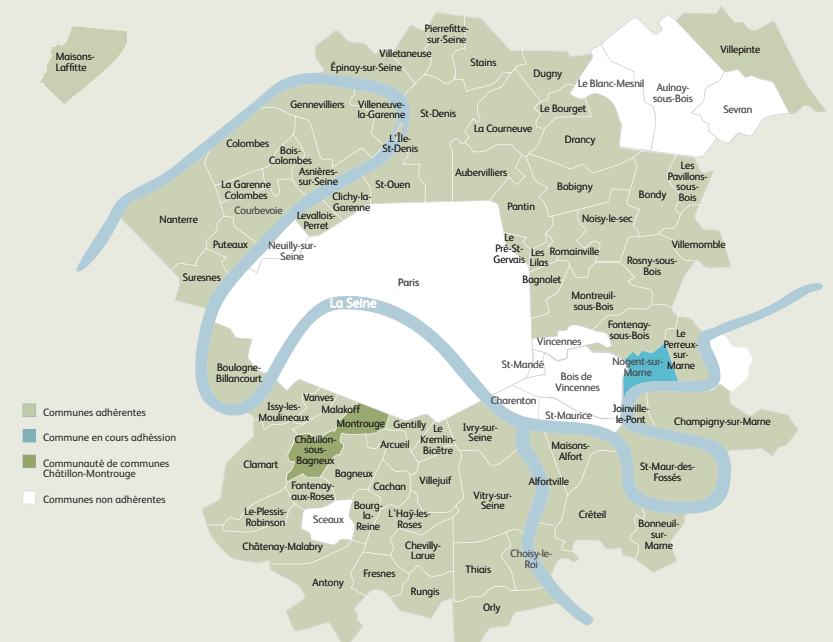 Maisons-
Laffitte
Pierrefitte-
sur-Seine
Villetaneuse
Épinay-sur-Seine
Stains
Dugny
Le Blanc-Mesnil
Aulnay-
sous-Bois
Villepinte
Sevran
Gennevilliers
Villeneuve-
la-Garenne
St-Denis
Le Bourget
La Courneuve
Drancy
L'Île-
St-Denis
Colombes
Bois-
Colombes
Asnières-
sur-Seine
St-Ouen
Aubervilliers
Bobigny
Bondy
Les
Pavillons-
sous-
Bois
La Garenne
Colombes
Courbevoie
Clichy-la-
Garenne
Levallois-
Perret
Nanterre
Puteaux
Neuilly-sur-
Seine
Suresnes
Pantin
Noisy-le-sec
Le
Pré-St-
Gervais
Les
Lilas
Romainville
Villemomble
Rosny-sous-
Bois
Bagnolet
Paris
La Seine
Montreuil-
sous-Bois
Fontenay-
sous-Bois
Le
Perreux-
sur-
Marne
Vincennes
Nogent-sur-
Marne
St-Mandé
Bois de
Vincennes
Charenton
St-Maurice
Joinville-
le-Pont
Champigny-sur-Marne
Boulogne-
Billancourt
Issy-les-
Moulineaux
Vanves
Malakoff
Montrouge
Gentilly
Le
Kremlin-
Bicêtre
Ivry-sur-
Seine
Maisons-
Alfort
St-Maur-des-
Fossés
Châtillon-
sous-
Bagneux
Arcueil
Clamart
Bagneux
Cachan
Villejuif
Vitry-sur-
Seine
Alfortville
Fontenay-
aux-Roses
Le-Plessis-
Robinson
Sceaux
Bourg-
la-
Reine
L'Haÿ-les-
Roses
Créteil
Bonneuil-
sur-
Marne
Châtenay-Malabry
Chevilly-
Larue
Choisy-le-
Roi
Antony
Fresnes
Rungis
Thiais
Orly
Communes adhérentes
Commune en cours adhéssion
Communauté de communes
Châtillon-Montrouge
Communes non adhérentes